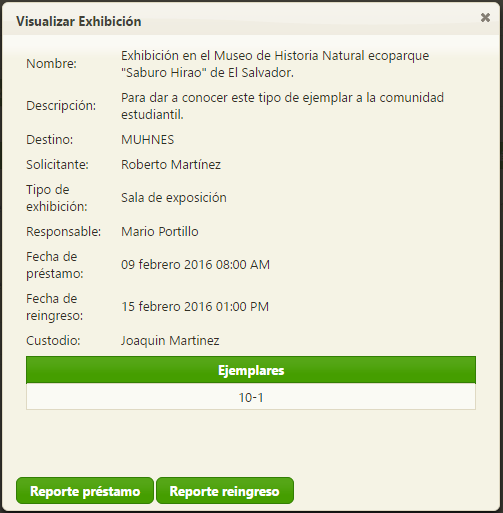 Visualizar Exhibición
Nombre:
Exhibición en el Museo de Historia Natural ecoparque
"Saburo Hirao" de El Salvador.
Descripción:
Para dar a conocer este tipo de ejemplar a la comunidad
estudiantil.
Destino:
MUHNES
Solicitante:
Roberto Martínez
Tipo de
exhibición:
Sala de exposición
Responsable:
Mario Portillo
Fecha de
préstamo:
09 febrero 2016 08:00 AM
Fecha de
reingreso:
15 febrero 2016 01:00 PM
Custodio:
Joaquin Martinez
Ejemplares
10-1
Reporte préstamo
Reporte reingreso